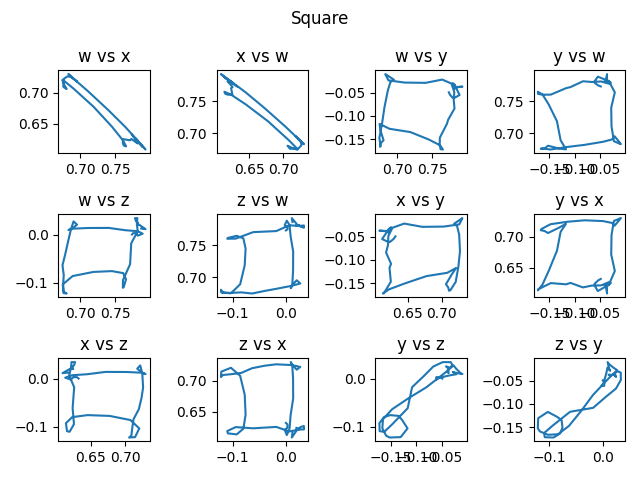 Square
w vs x
x vs w
w vs y
y vs w
0.70
0.65
0.70 0.75
0.75
0.70
0.65 0.70
−0.05
−0.10
−0.15
0.70 0.75
0.75
0.70
−0.15 −0.10 −0.05
w vs z
z vs w
x vs y
y vs x
0.0
−0.1
0.70 0.75
0.75
0.70
−0.1 0.0
−0.05
−0.10
−0.15
0.65 0.70
0.70
0.65
−0.15 −0.10 −0.05
x vs z
z vs x
y vs z
z vs y
0.0
−0.1
0.65 0.70
0.70
0.65
−0.1 0.0
0.0
−0.1
−0.15 −0.10 −0.05
−0.05
−0.10
−0.15
−0.1 0.0